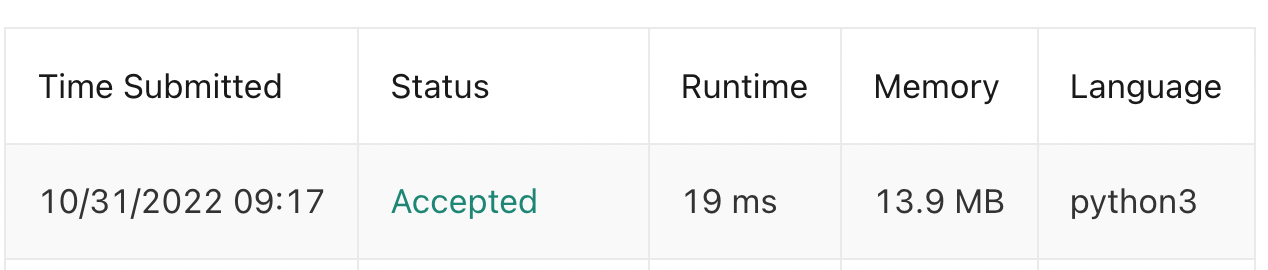 Time Submitted Status Runtime Memory Language
10/31/2022 09:17 Accepted 19 ms 13.9 MB python3